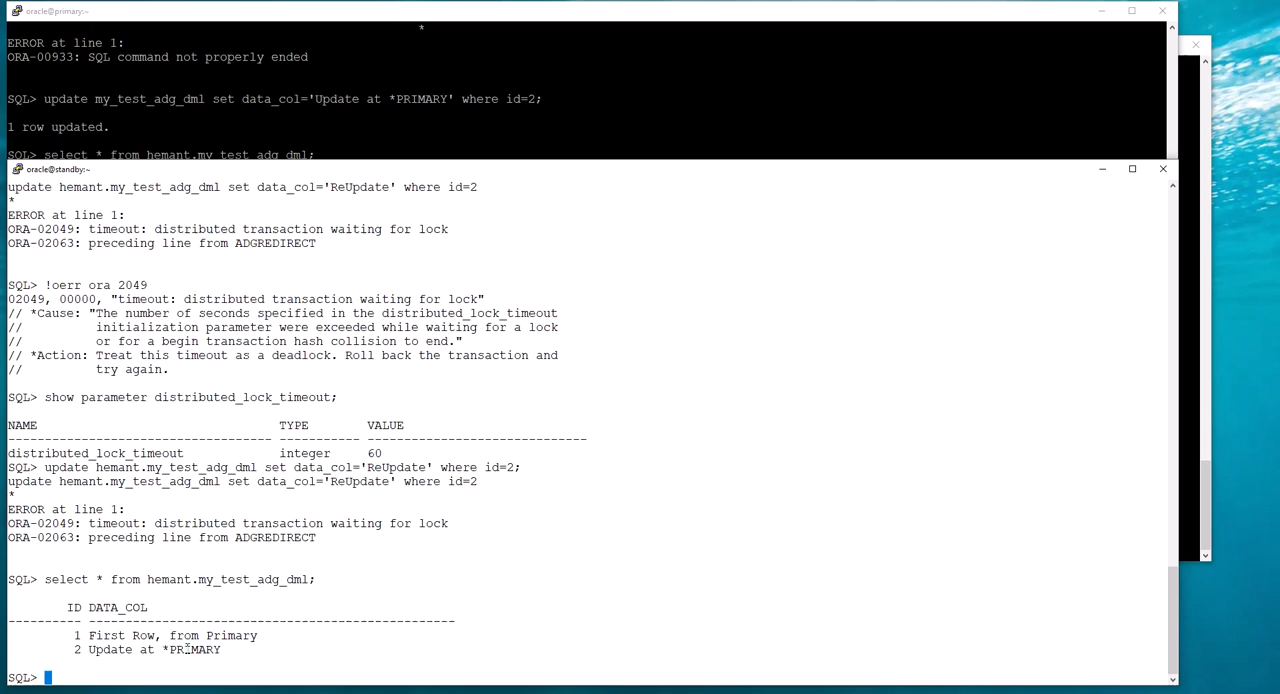 oracle@primary:~
*
ERROR at line 1:
ORA-00933: SQL command not properly ended
SQL> update my_test_adg_dml set data_col='Update at *PRIMARY' where id=2;
1 row updated.
SQL> select * from hemant.my_test_adg_dml;
oracle@standby:~
update hemant.my_test_adg_dml set data_col='ReUpdate' where id=2
*
ERROR at line 1:
ORA-02049: timeout: distributed transaction waiting for lock
ORA-02063: preceding line from ADGREDIRECT
SQL> !oerr ora 2049
02049, 00000, "timeout: distributed transaction waiting for lock"
// *Cause: "The number of seconds specified in the distributed_lock_timeout
// initialization parameter were exceeded while waiting for a lock
// or for a begin transaction hash collision to end."
// *Action: Treat this timeout as a deadlock. Roll back the transaction and
// try again.
SQL> show parameter distributed_lock_timeout;
NAME TYPE VALUE
------------------------------------ ----------- ------------------------------
distributed_lock_timeout integer 60
SQL> update hemant.my_test_adg_dml set data_col='ReUpdate' where id=2;
update hemant.my_test_adg_dml set data_col='ReUpdate' where id=2
*
ERROR at line 1:
ORA-02049: timeout: distributed transaction waiting for lock
ORA-02063: preceding line from ADGREDIRECT
SQL> select * from hemant.my_test_adg_dml;
ID DATA_COL
---------- --------------------------------------------------
1 First Row, from Primary
2 Update at *PRIMARY
SQL>